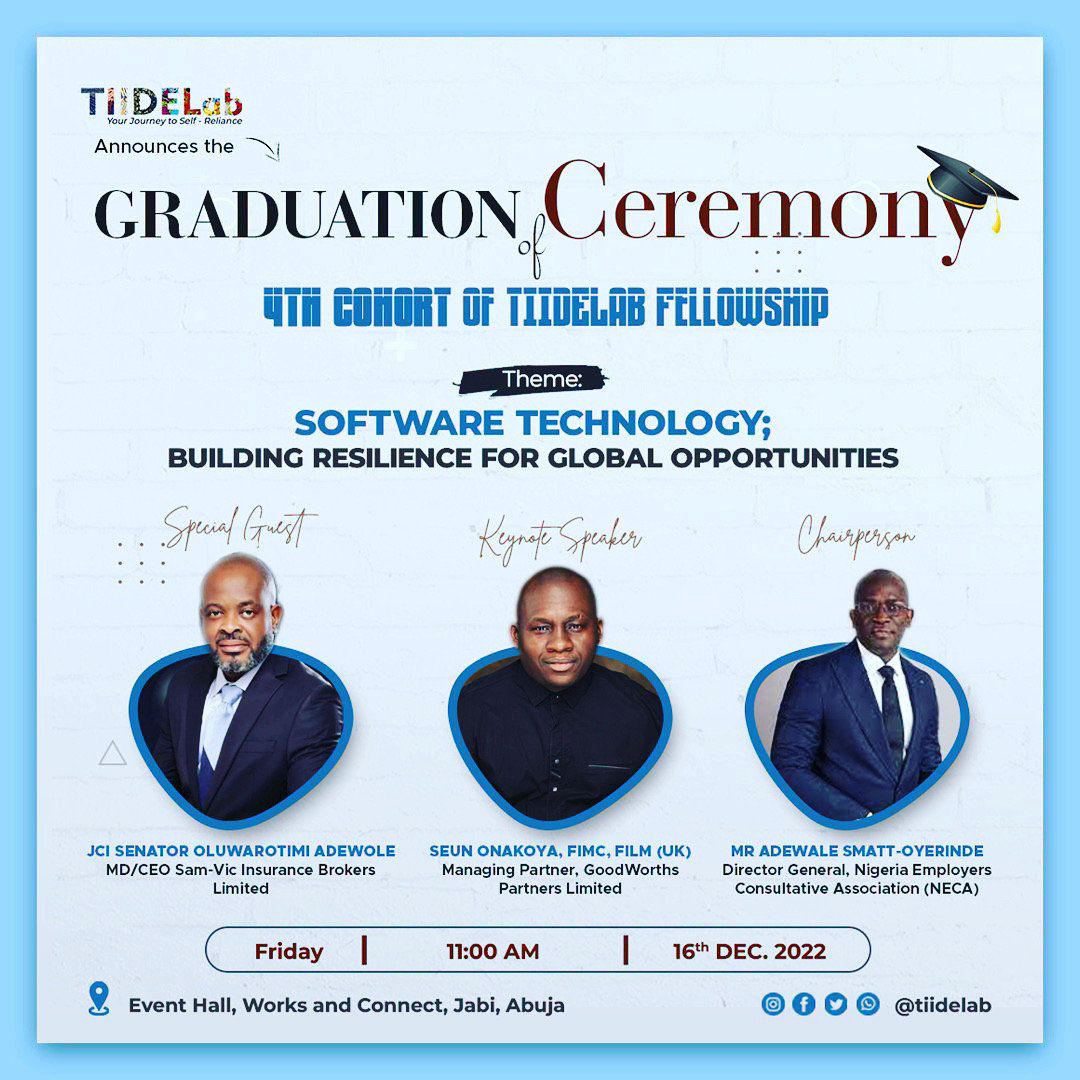 TIIDELab
Your Journey to Self - Reliance
Announces the
GRADUATION of Ceremony
4TH COHORT OF TIIDELAB FELLOWSHIP
Theme:
SOFTWARE TECHNOLOGY;
BUILDING RESILIENCE FOR GLOBAL OPPORTUNITIES
Special Guest
Keynote Speaker
Chairperson
JCI SENATOR OLUWAROTIMI ADEWOLE
MD/CEO Sam-Vic Insurance Brokers
Limited
SEUN ONAKOYA, FIMC, FILM (UK)
Managing Partner, GoodWorths
Partners Limited
MR ADEWALE SMATT-OYERINDE
Director General, Nigeria Employers
Consultative Association (NECA)
Friday | 11:00 AM | 16th DEC. 2022
Event Hall, Works and Connect, Jabi, Abuja
@tiidelab